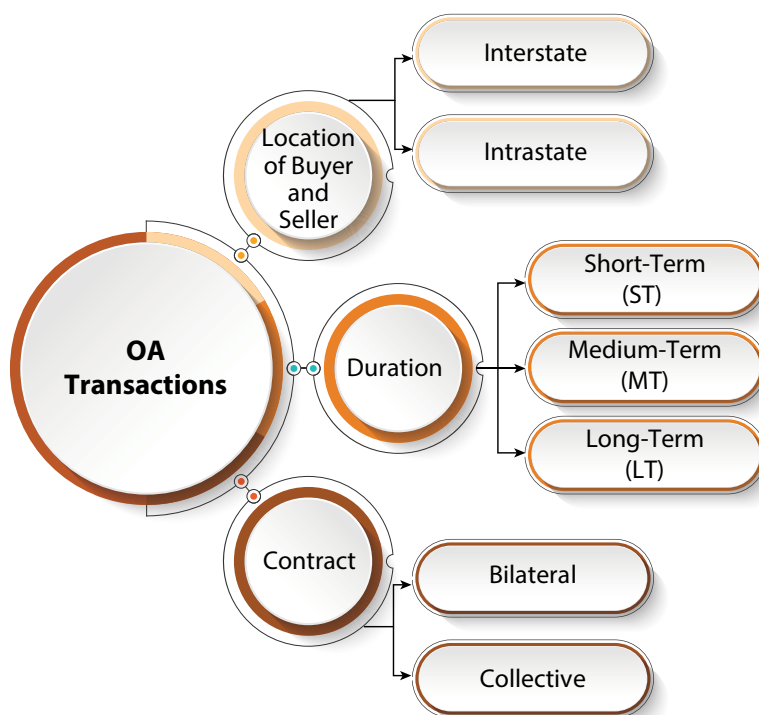 OA
Transactions
Location
of Buyer
and
Seller
Interstate
Intrastate
Duration
Short-Term
(ST)
Medium-Term
(MT)
Long-Term
(LT)
Contract
Bilateral
Collective